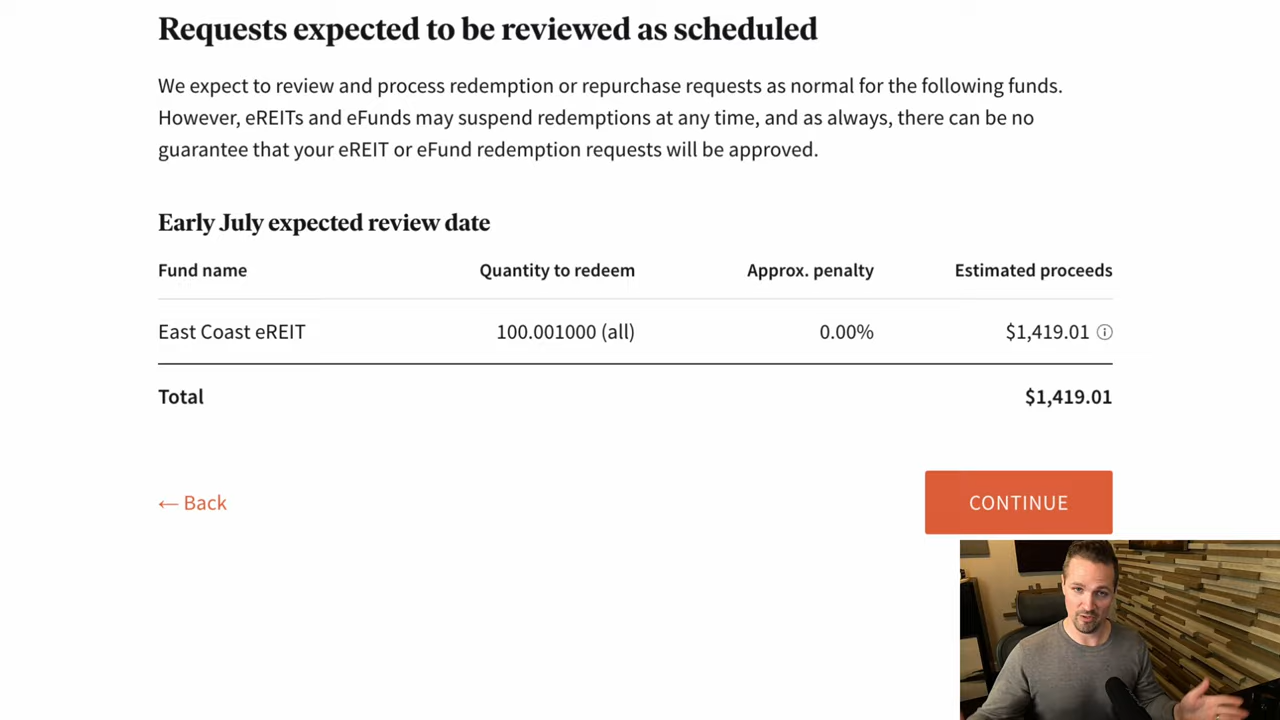 Requests expected to be reviewed as scheduled
We expect to review and process redemption or repurchase requests as normal for the following funds.
However, eREITs and eFunds may suspend redemptions at any time, and as always, there can be no
guarantee that your eREIT or eFund redemption requests will be approved.
Early July expected review date
Fund name Quantity to redeem Approx. penalty Estimated proceeds
East Coast eREIT 100.001000 (all) 0.00% $1,419.01 ⓘ
Total $1,419.01
← Back CONTINUE